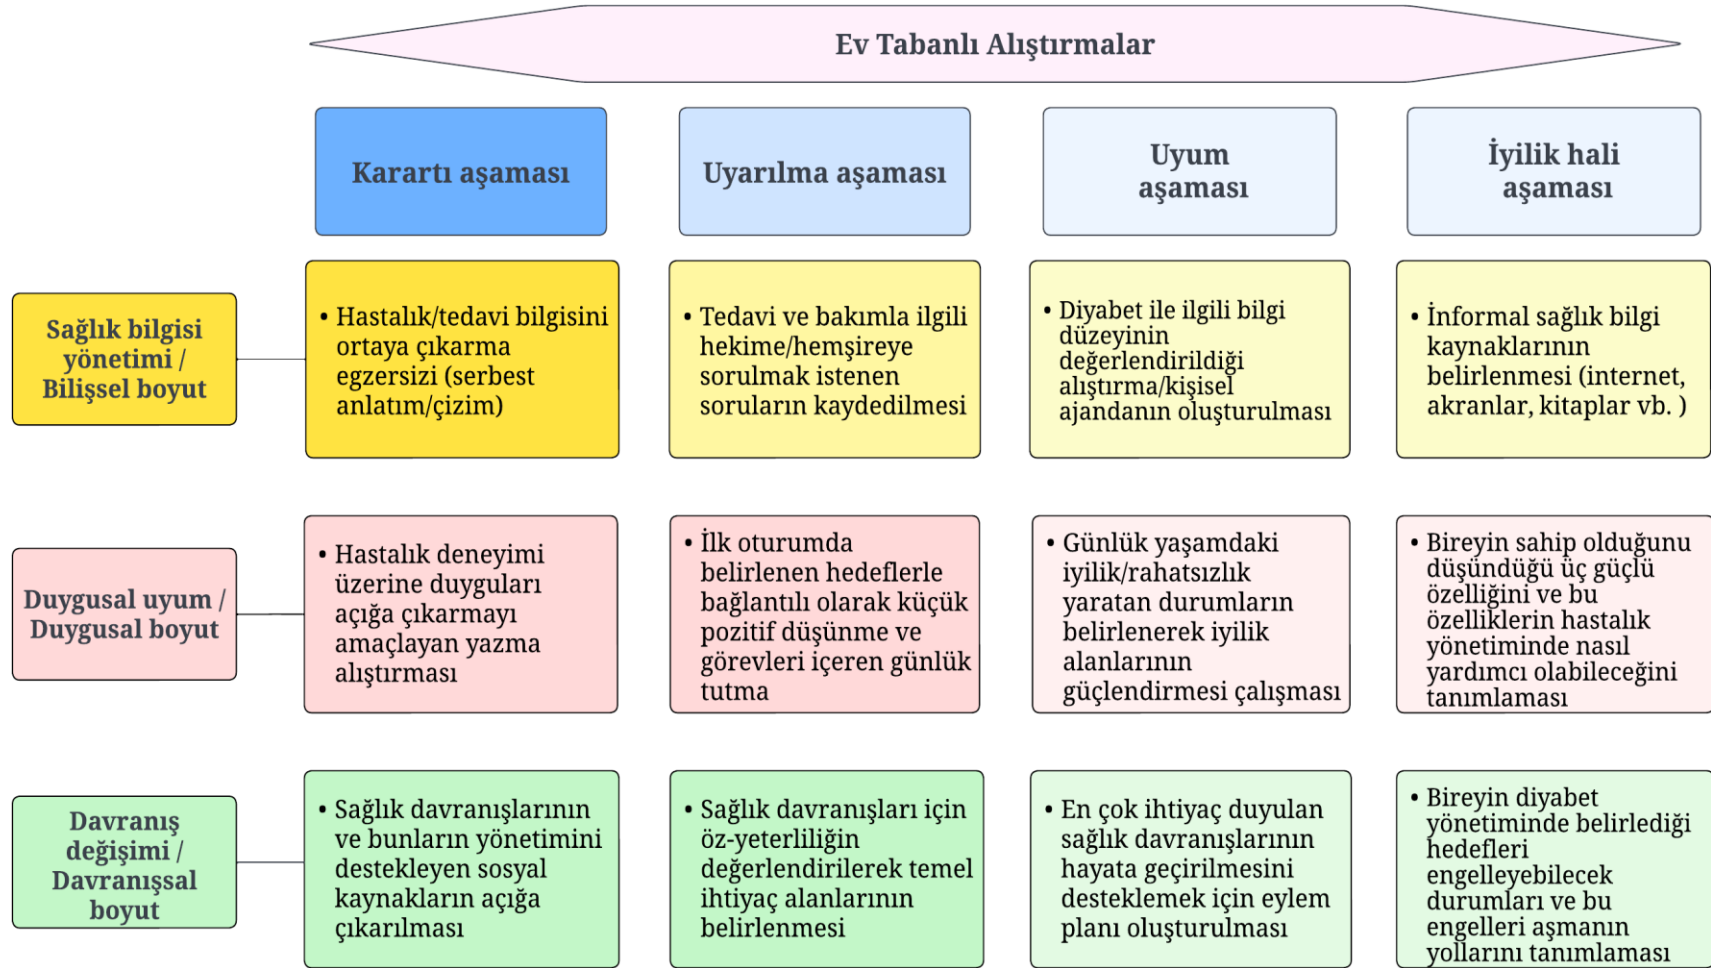 Ev Tabanlı Alıştırmalar
Karartı aşaması
Uyarılma aşaması
Uyum
aşaması
İyilik hali
aşaması
Sağlık bilgisi
yönetimi /
Bilişsel boyut
• Hastalık/tedavi bilgisini
ortaya çıkarma
egzersizi (serbest
anlatım/çizim)
• Tedavi ve bakımla ilgili
hekime/hemşireye
sorulmak istenen
soruların kaydedilmesi
• Diyabet ile ilgili bilgi
düzeyinin
değerlendirildiği
alıştırma/kişisel
ajandanın oluşturulması
• İnformal sağlık bilgi
kaynaklarının
belirlenmesi (internet,
akranlar, kitaplar vb. )
Duygusal uyum /
Duygusal boyut
• Hastalık deneyimi
üzerine duyguları
açığa çıkarmayı
amaçlayan yazma
alıştırması
• İlk oturumda
belirlenen hedeflerle
bağlantılı olarak küçük
pozitif düşünme ve
görevleri içeren günlük
tutma
• Günlük yaşamdaki
iyilik/rahatsızlık
yaratan durumların
belirlenerek iyilik
alanlarının
güçlendirmesi çalışması
• Bireyin sahip olduğunu
düşündüğü üç güçlü
özelliğini ve bu
özelliklerin hastalık
yönetiminde nasıl
yardımcı olabileceğini
tanımlaması
Davranış
değişimi /
Davranışsal
boyut
• Sağlık davranışlarının
ve bunların yönetimini
destekleyen sosyal
kaynakların açığa
çıkarılması
• Sağlık davranışları için
öz-yeterliliğin
değerlendirilerek temel
ihtiyaç alanlarının
belirlenmesi
• En çok ihtiyaç duyulan
sağlık davranışlarının
hayata geçirilmesini
desteklemek için eylem
planı oluşturulması
• Bireyin diyabet
yönetiminde belirlediği
hedefleri
engelleyebilecek
durumları ve bu
engelleri aşmanın
yollarını tanımlaması